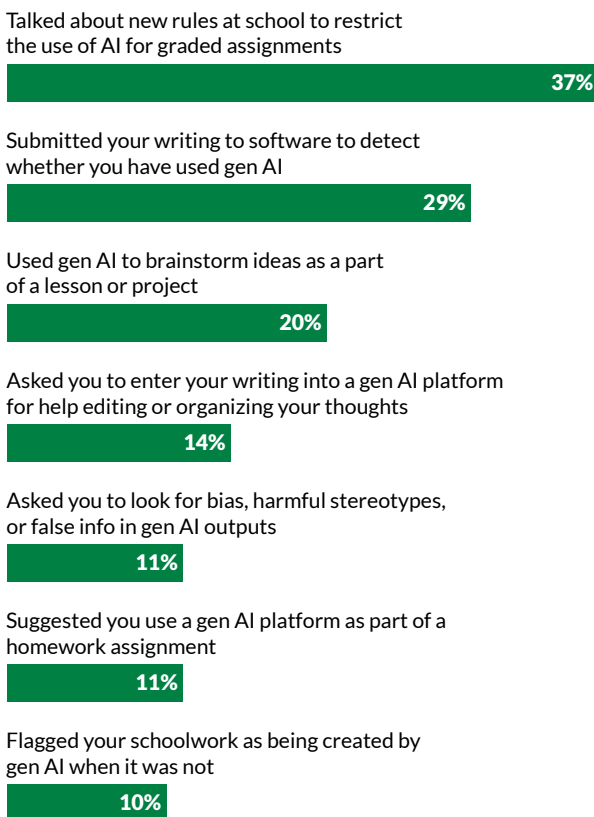 Talked about new rules at school to restrict
the use of AI for graded assignments
37%
Submitted your writing to software to detect
whether you have used gen AI
29%
Used gen AI to brainstorm ideas as a part
of a lesson or project
20%
Asked you to enter your writing into a gen AI platform
for help editing or organizing your thoughts
14%
Asked you to look for bias, harmful stereotypes,
or false info in gen AI outputs
11%
Suggested you use a gen AI platform as part of a
homework assignment
11%
Flagged your schoolwork as being created by
gen AI when it was not
10%